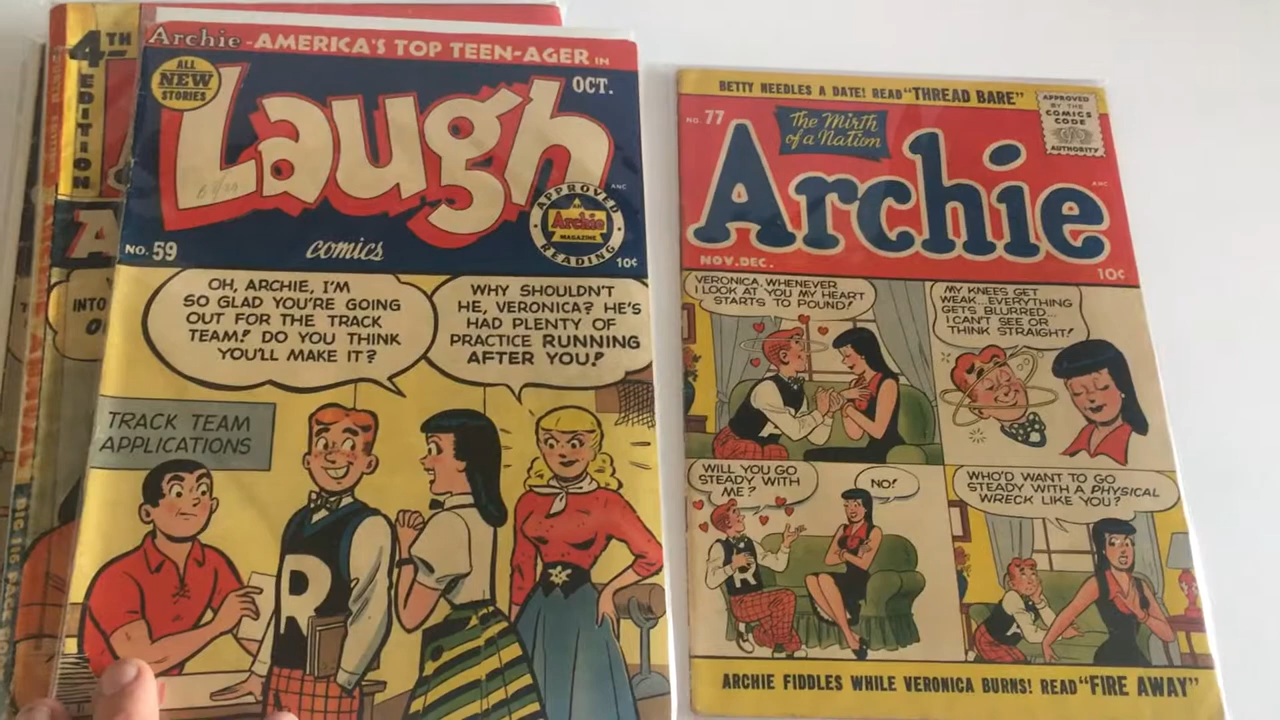 4TH
EDITION
A
INTO
Archie-AMERICA'S TOP TEEN-AGER IN
ALL
NEW
STORIES
OCT.
Laugh
comics
NO. 59
APPROVED
AN
Archie
MAGAZINE
READING
ANC
10¢
OH, ARCHIE, I'M
SO GLAD YOU'RE GOING
OUT FOR THE TRACK
TEAM! DO YOU THINK
YOU'LL MAKE IT?
WHY SHOULDN'T
HE, VERONICA? HE'S
HAD PLENTY OF
PRACTICE RUNNING
AFTER YOU!
TRACK TEAM
APPLICATIONS
R
BETTY NEEDLES A DATE! READ "THREAD BARE"
NO. 77
The Mirth
of a Nation
APPROVED
BY THE
COMICS
CODE
AUTHORITY
Archie
ANC
NOV.DEC.
10¢
VERONICA, WHENEVER
I LOOK AT YOU MY HEART
STARTS TO POUND!
MY KNEES GET
WEAK...EVERYTHING
GETS BLURRED...
I CAN'T SEE OR
THINK STRAIGHT!
WILL YOU GO
STEADY WITH
ME?
NO!
R
WHO'D WANT TO GO
STEADY WITH A PHYSICAL
WRECK LIKE YOU?
ARCHIE FIDDLES WHILE VERONICA BURNS! READ "FIRE AWAY"